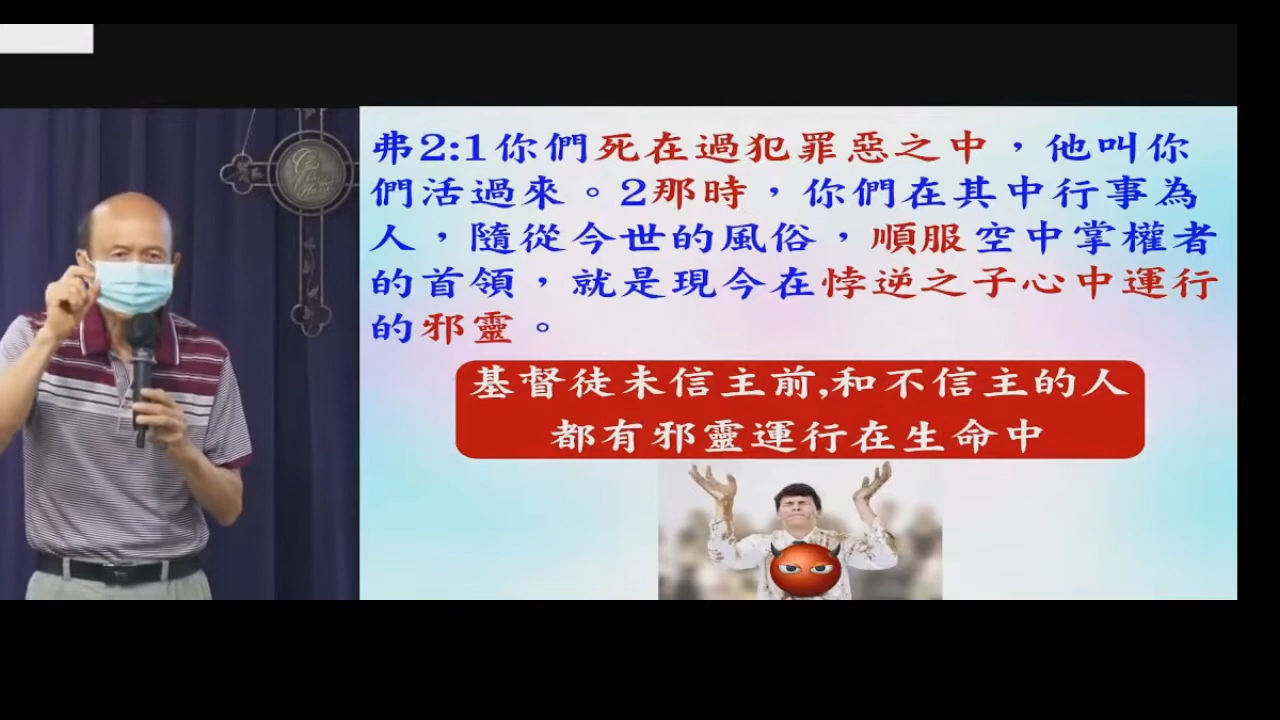 弗2:1你們死在過犯罪惡之中，他叫你
們活過來。2那時，你們在其中行事為
人，隨從今世的風俗，順服空中掌權者
的首領，就是現今在悖逆之子心中運行
的邪靈。
基督徒未信主前,和不信主的人
都有邪靈運行在生命中